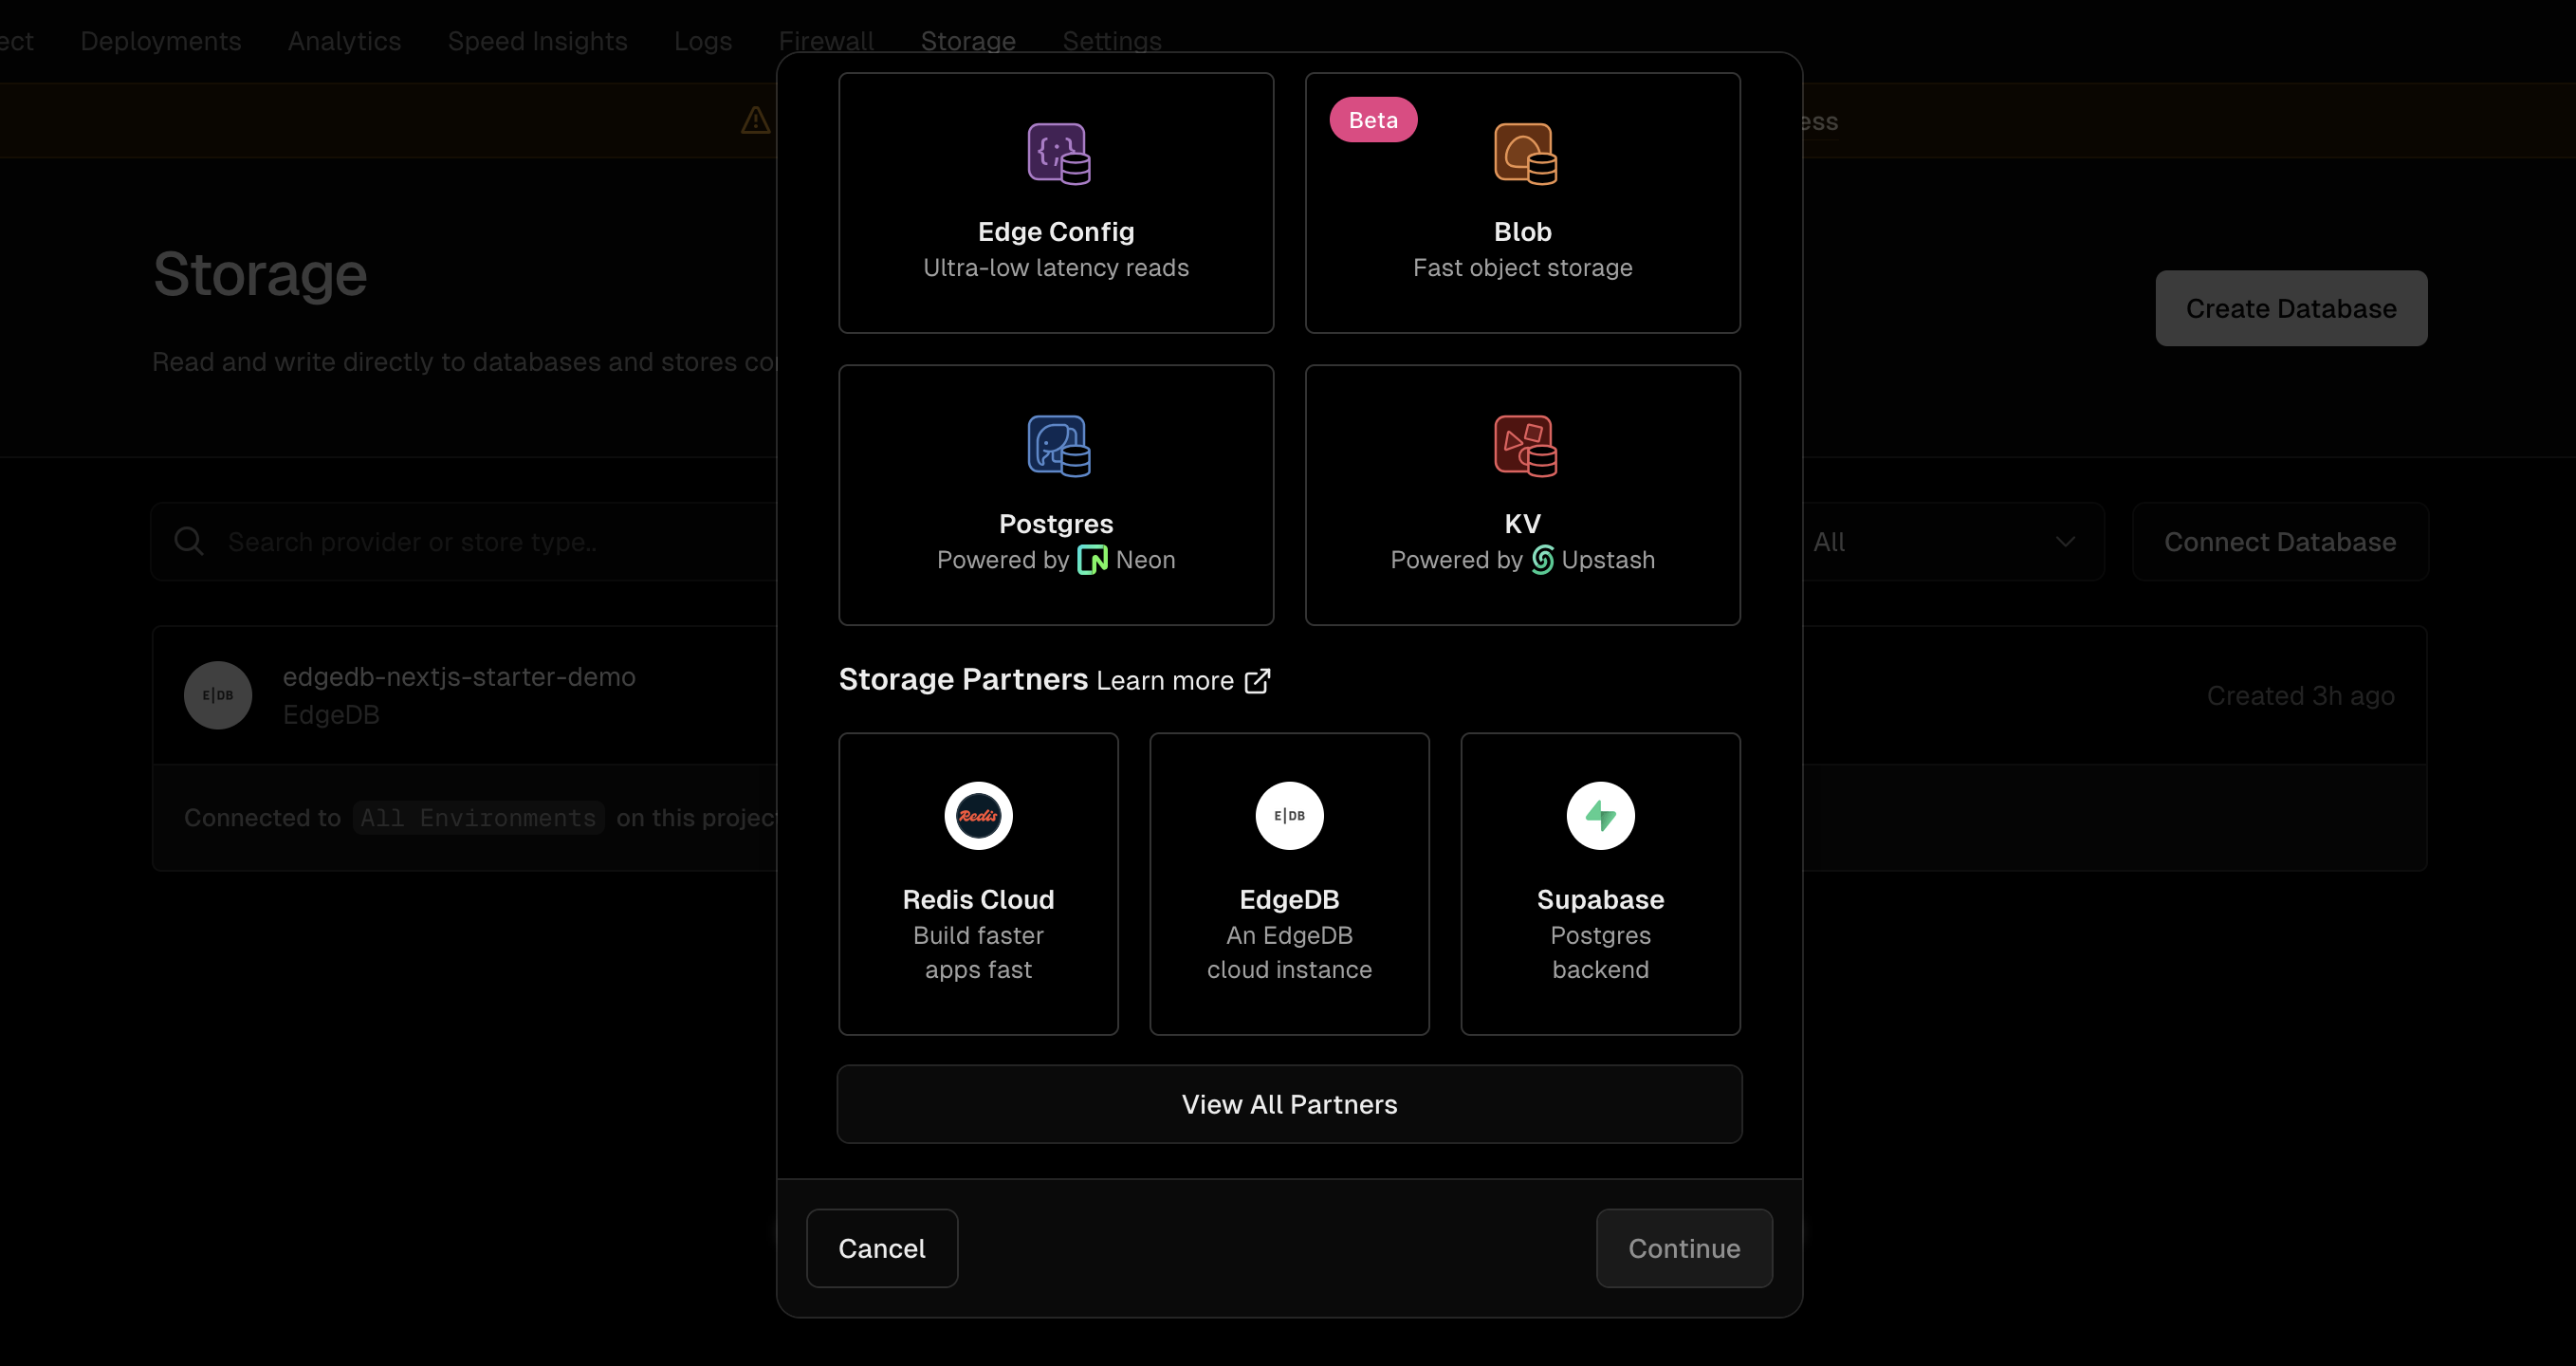 Deployments Analytics Speed Insights Logs Firewall Storage Settings
Storage
Read and write directly to databases and stores
Create Database
Search provider or store type..
All
Connect Database
E|DB
edgedb-nextjs-starter-demo
EdgeDB
Created 3h ago
Connected to All Environments on this project
Edge Config
Ultra-low latency reads
Beta
Blob
Fast object storage
Postgres
Powered by Neon
KV
Powered by Upstash
Storage Partners Learn more
Redis
Redis Cloud
Build faster
apps fast
E|DB
EdgeDB
An EdgeDB
cloud instance
Supabase
Postgres
backend
View All Partners
Cancel
Continue